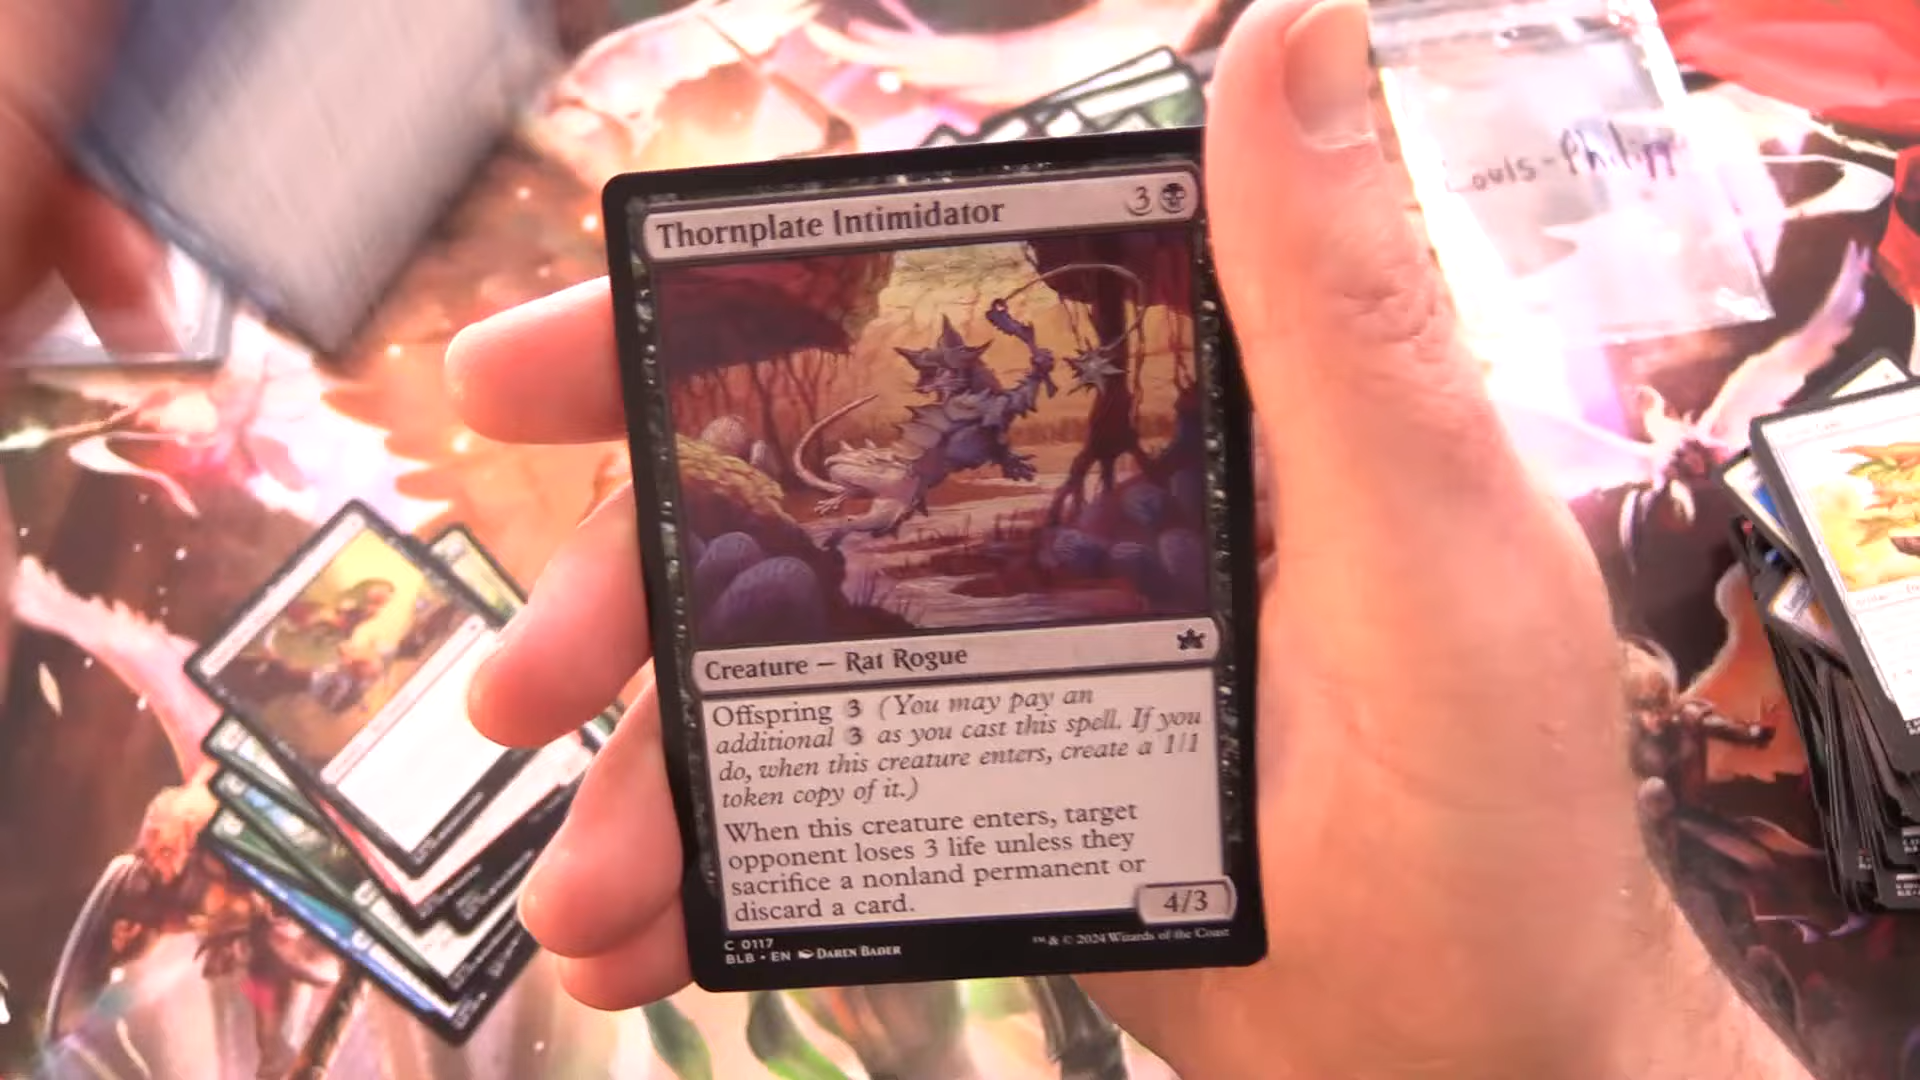 Thornplate Intimidator 3
Creature — Rat Rogue
Offspring 3 (You may pay an
additional 3 as you cast this spell. If you
do, when this creature enters, create a 1/1
token copy of it.)
When this creature enters, target
opponent loses 3 life unless they
sacrifice a nonland permanent or
discard a card.
4/3
C 0117
BLB • EN Daren Bader
™ & © 2024 Wizards of the Coast